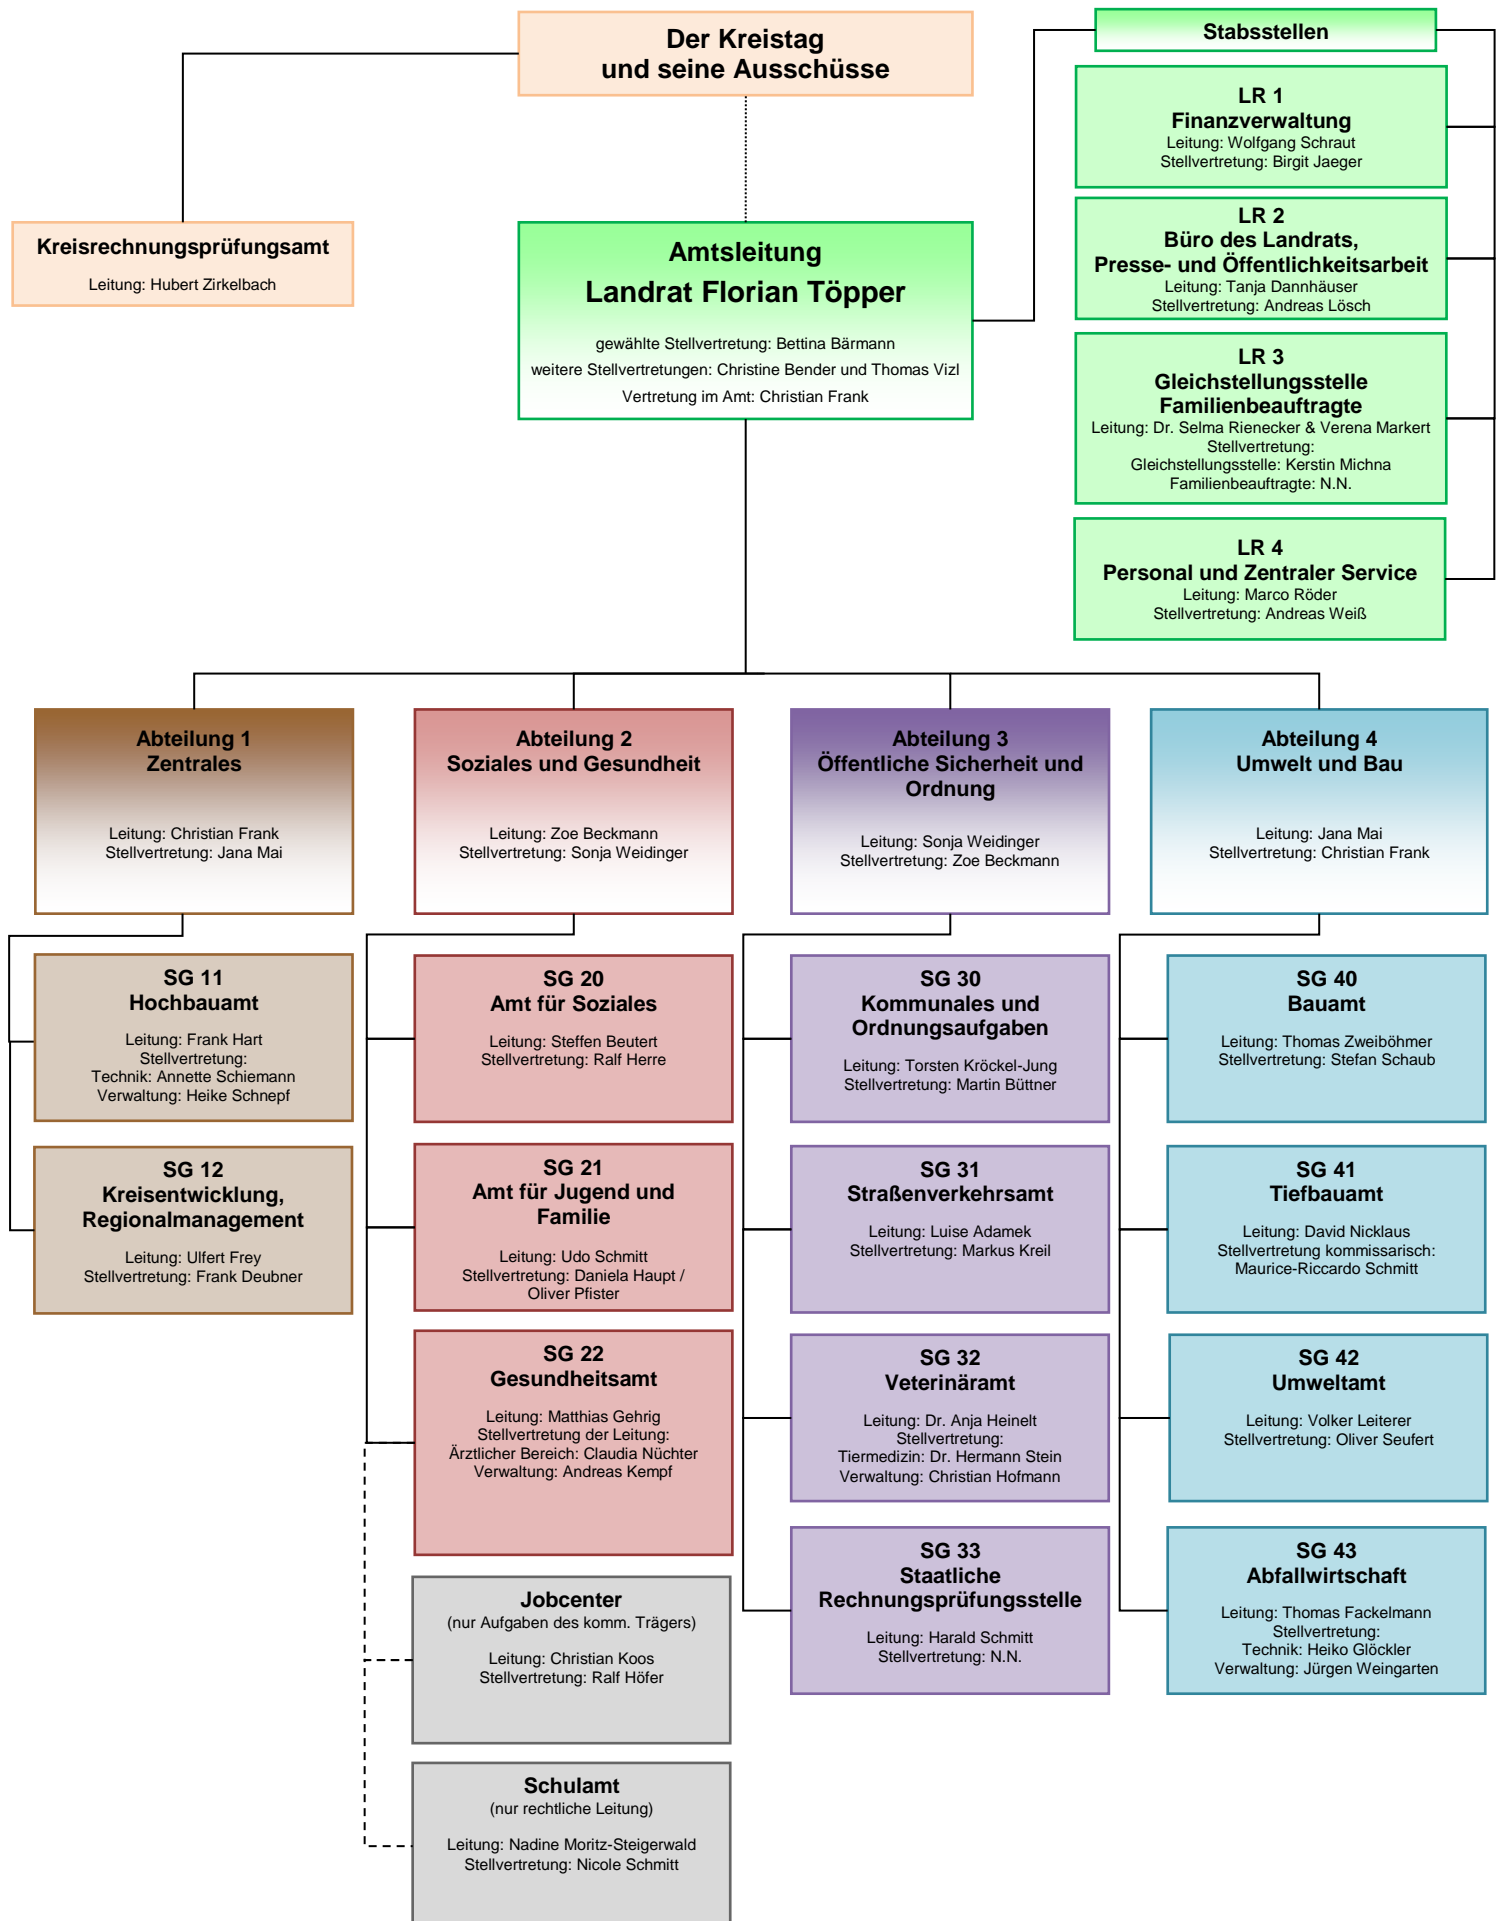 Der Kreistag
und seine Ausschüsse
Kreisrechnungsprüfungsamt
Leitung: Hubert Zirkelbach
Amtsleitung
Landrat Florian Töpper
gewählte Stellvertretung: Bettina Bärmann
weitere Stellvertretungen: Christine Bender und Thomas Vizl
Vertretung im Amt: Christian Frank
Stabsstellen
LR 1
Finanzverwaltung
Leitung: Wolfgang Schraut
Stellvertretung: Birgit Jaeger
LR 2
Büro des Landrats,
Presse- und Öffentlichkeitsarbeit
Leitung: Tanja Dannhäuser
Stellvertretung: Andreas Lösch
LR 3
Gleichstellungsstelle
Familienbeauftragte
Leitung: Dr. Selma Rienecker & Verena Markert
Stellvertretung:
Gleichstellungsstelle: Kerstin Michna
Familienbeauftragte: N.N.
LR 4
Personal und Zentraler Service
Leitung: Marco Röder
Stellvertretung: Andreas Weiß
Abteilung 1
Zentrales
Leitung: Christian Frank
Stellvertretung: Jana Mai
SG 11
Hochbauamt
Leitung: Frank Hart
Stellvertretung:
Technik: Annette Schiemann
Verwaltung: Heike Schnepf
SG 12
Kreisentwicklung,
Regionalmanagement
Leitung: Ulfert Frey
Stellvertretung: Frank Deubner
Abteilung 2
Soziales und Gesundheit
Leitung: Zoe Beckmann
Stellvertretung: Sonja Weidinger
SG 20
Amt für Soziales
Leitung: Steffen Beutert
Stellvertretung: Ralf Herre
SG 21
Amt für Jugend und
Familie
Leitung: Udo Schmitt
Stellvertretung: Daniela Haupt /
Oliver Pfister
SG 22
Gesundheitsamt
Leitung: Matthias Gehrig
Stellvertretung der Leitung:
Ärztlicher Bereich: Claudia Nüchter
Verwaltung: Andreas Kempf
Jobcenter
(nur Aufgaben des komm. Trägers)
Leitung: Christian Koos
Stellvertretung: Ralf Höfer
Schulamt
(nur rechtliche Leitung)
Leitung: Nadine Moritz-Steigerwald
Stellvertretung: Nicole Schmitt
Abteilung 3
Öffentliche Sicherheit und
Ordnung
Leitung: Sonja Weidinger
Stellvertretung: Zoe Beckmann
SG 30
Kommunales und
Ordnungsaufgaben
Leitung: Torsten Kröckel-Jung
Stellvertretung: Martin Büttner
SG 31
Straßenverkehrsamt
Leitung: Luise Adamek
Stellvertretung: Markus Kreil
SG 32
Veterinäramt
Leitung: Dr. Anja Heinelt
Stellvertretung:
Tiermedizin: Dr. Hermann Stein
Verwaltung: Christian Hofmann
SG 33
Staatliche
Rechnungsprüfungsstelle
Leitung: Harald Schmitt
Stellvertretung: N.N.
Abteilung 4
Umwelt und Bau
Leitung: Jana Mai
Stellvertretung: Christian Frank
SG 40
Bauamt
Leitung: Thomas Zweiböhmer
Stellvertretung: Stefan Schaub
SG 41
Tiefbauamt
Leitung: David Nicklaus
Stellvertretung kommissarisch:
Maurice-Riccardo Schmitt
SG 42
Umweltamt
Leitung: Volker Leiterer
Stellvertretung: Oliver Seufert
SG 43
Abfallwirtschaft
Leitung: Thomas Fackelmann
Stellvertretung:
Technik: Heiko Glöckler
Verwaltung: Jürgen Weingarten